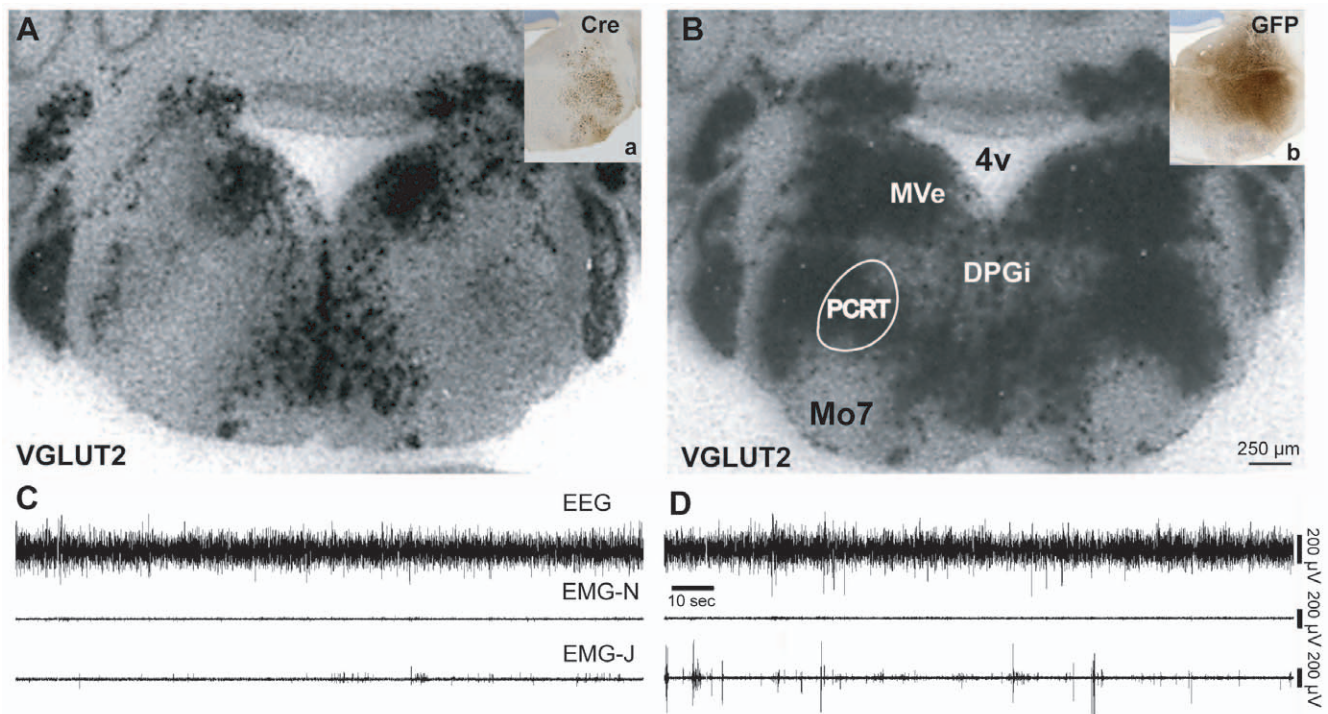 A
Cre
a
VGLUT2
B
GFP
b
4v
MVe
DPGi
PCRT
Mo7
VGLUT2
250 µm
C
EEG
EMG-N
EMG-J
D
10 sec
200 µV
200 µV
200 µV